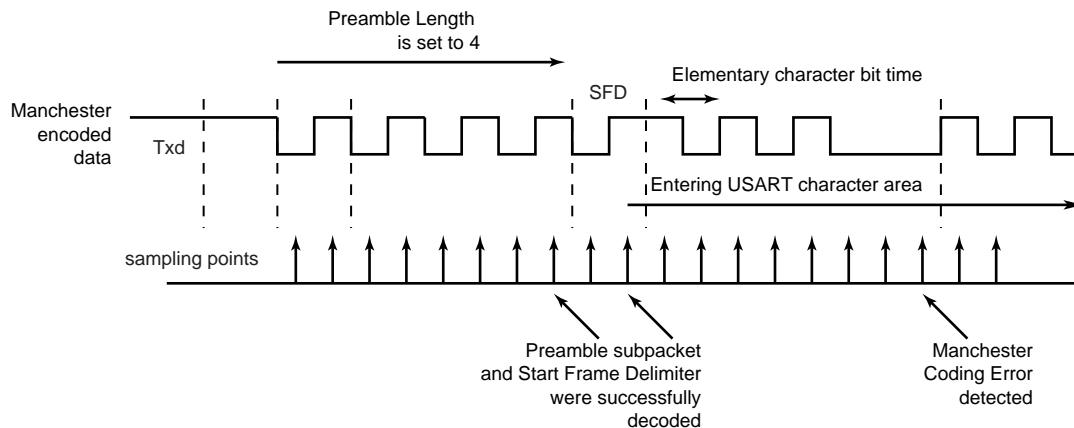 Preamble Length
is set to 4
Elementary character bit time
SFD
Manchester
encoded
data
Txd
Entering USART character area
sampling points
Preamble subpacket
and Start Frame Delimiter
were successfully
decoded
Manchester
Coding Error
detected